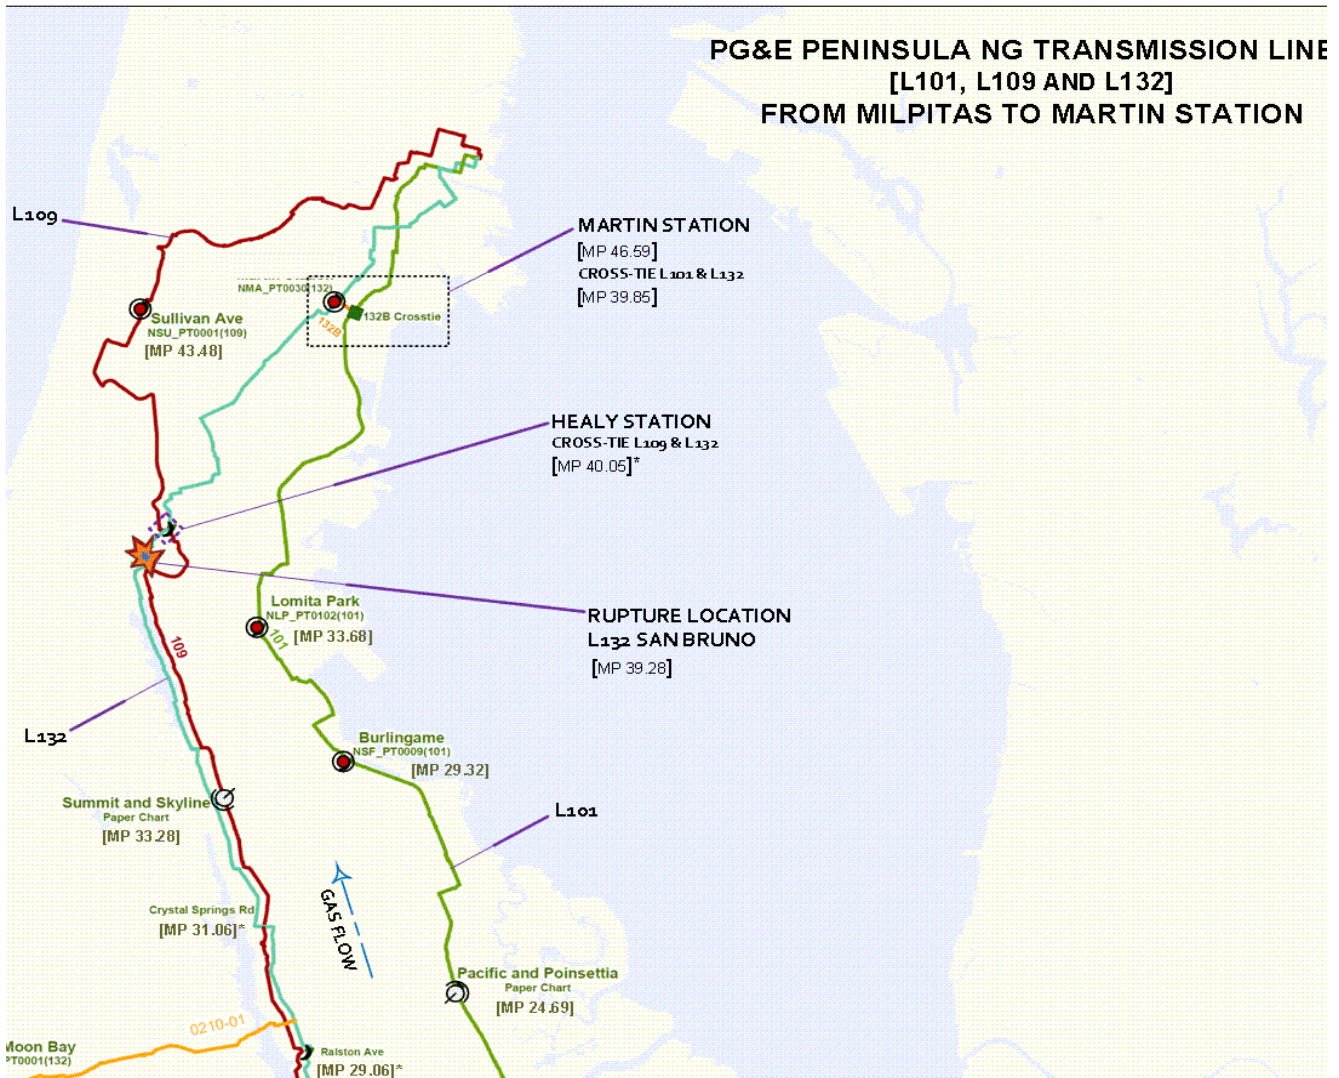 PG&E PENINSULA NG TRANSMISSION LINE
[L101, L109 AND L132]
FROM MILPITAS TO MARTIN STATION
L109
MARTIN STATION
[MP 46.59]
CROSS-TIE L101 & L132
[MP 39.85]
NMA_PT0030(132)
132B Crosstie
132B
Sullivan Ave
NSU_PT0001(109)
[MP 43.48]
HEALY STATION
CROSS-TIE L109 & L132
[MP 40.05]*
Lomita Park
NLP_PT0102(101)
[MP 33.68]
101
RUPTURE LOCATION
L132 SAN BRUNO
[MP 39.28]
109
L132
Burlingame
NSF_PT0009(101)
[MP 29.32]
Summit and Skyline
Paper Chart
[MP 33.28]
L101
GAS FLOW
Crystal Springs Rd
[MP 31.06]*
Pacific and Poinsettia
Paper Chart
[MP 24.69]
0210-01
Moon Bay
PT0001(132)
Ralston Ave
[MP 29.06]*